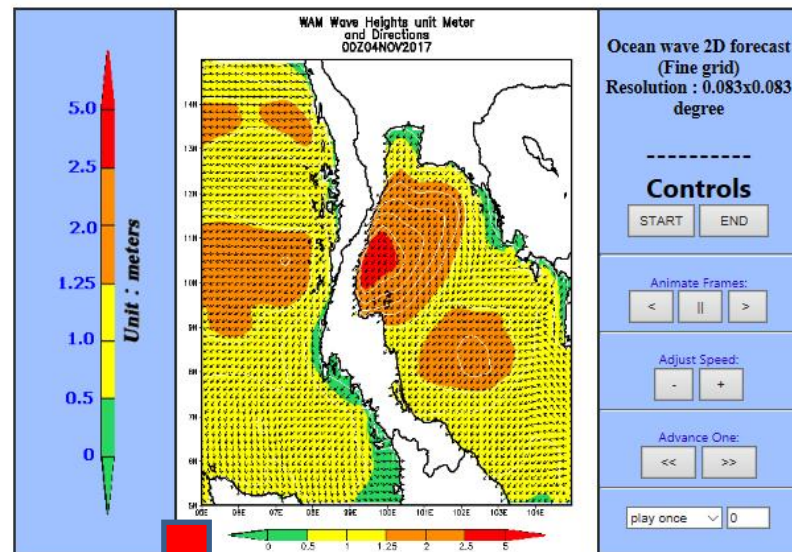 WAM Wave Heights unit Meter
and Directions
00Z04NOV2017
5.0
2.5
2.0
1.25
1.0
0.5
0
Unit : meters
14N
13N
12N
11N
10N
9N
8N
7N
6N
5N
05E 06E 07E 98E 99E 100E 101E 102E 103E 104E
0 0.5 1 1.25 2 2.5 5
Ocean wave 2D forecast
(Fine grid)
Resolution : 0.083x0.083
degree
----------
Controls
START END
Animate Frames:
< || >
Adjust Speed:
- +
Advance One:
<< >>
play once 0